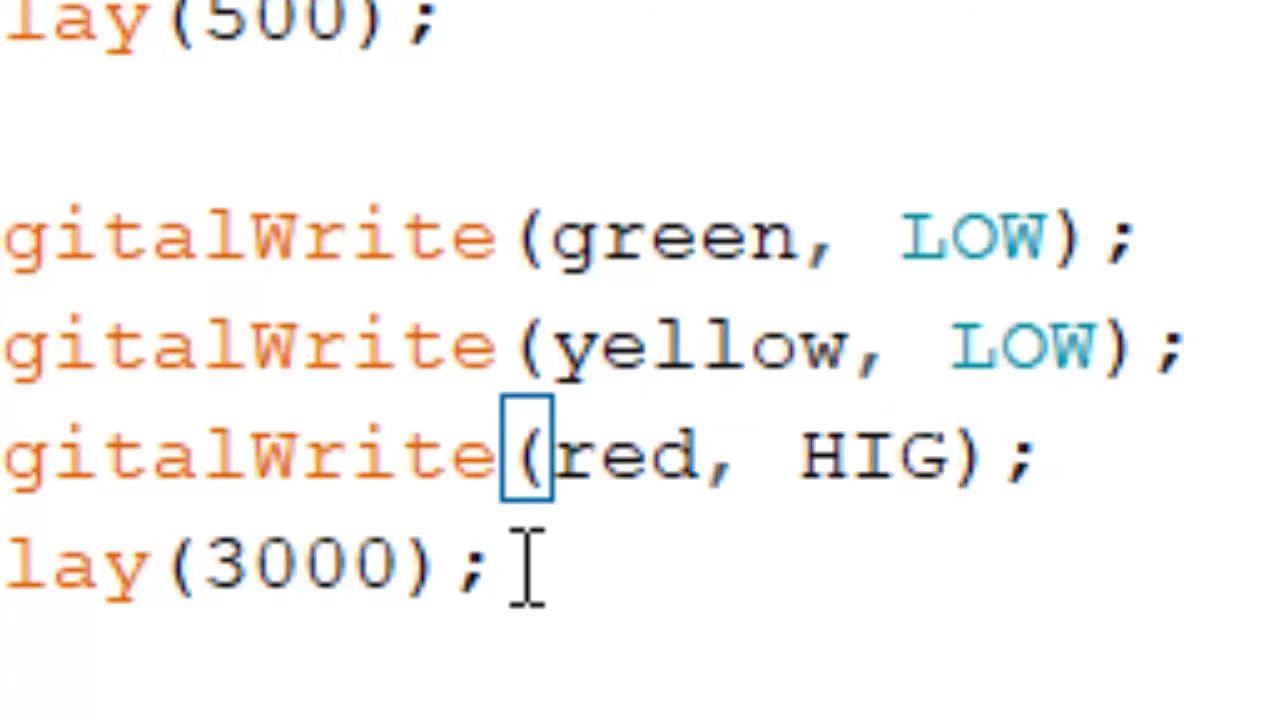 lay(500);
gitalWrite(green, LOW);
gitalWrite(yellow, LOW);
gitalWrite(red, HIG);
lay(3000);